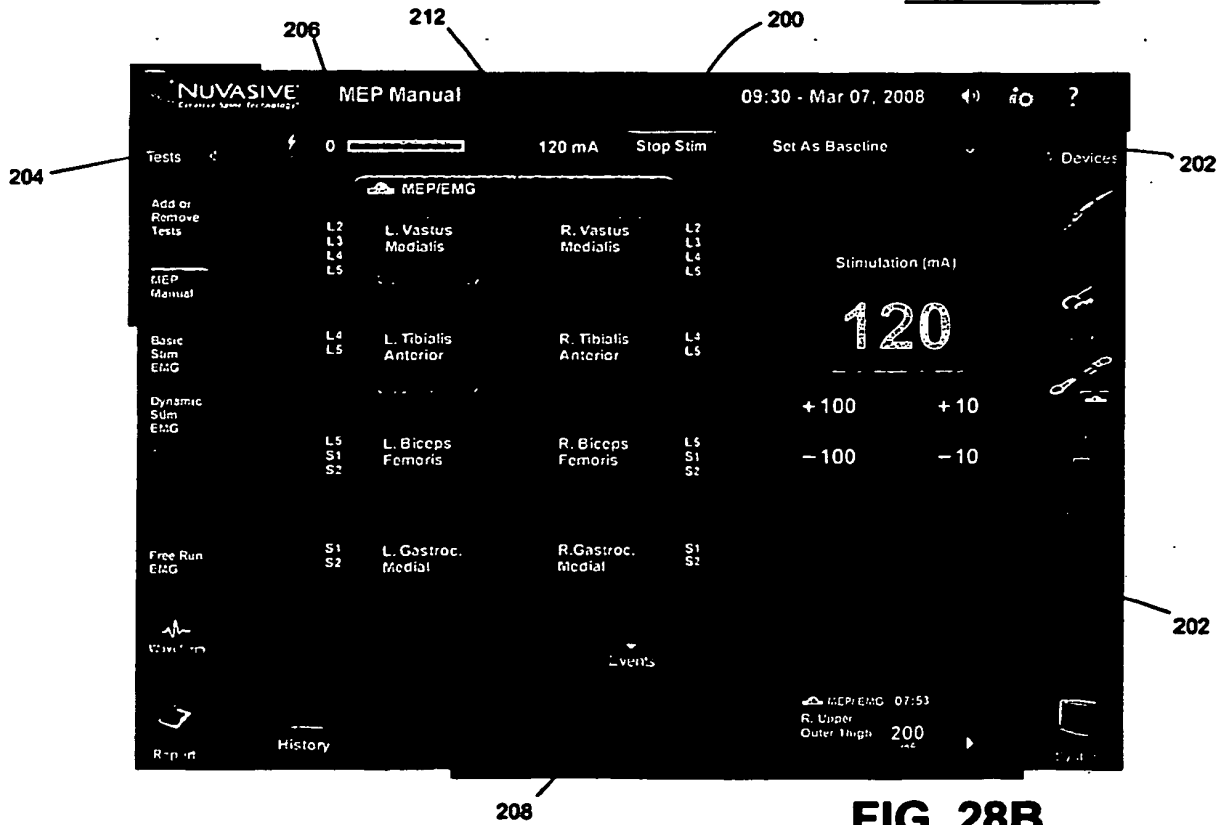 206 212 200
NUVASIVE
Creative Spine Technology
MEP Manual
09:30 - Mar 07, 2008
?
204
202
Tests
0
120 mA
Stop Stim
Set As Baseline
Devices
MEP/EMG
Add or
Remove
Tests
MEP
Manual
Basic
Stim
EMG
Dynamic
Stim
EMG
Free Run
EMG
Report
L2
L3
L4
L5
L. Vastus
Medialis
R. Vastus
Medialis
L2
L3
L4
L5
L4
L5
L. Tibialis
Anterior
R. Tibialis
Anterior
L4
L5
L5
S1
S2
L. Biceps
Femoris
R. Biceps
Femoris
L5
S1
S2
S1
S2
L. Gastroc.
Medial
R.Gastroc.
Medial
S1
S2
Stimulation (mA)
120
+100 +10
−100 −10
202
Events
History
MEP/EMG 07:53
R. Upper
Outer Thigh
200
208
FIG. 28B